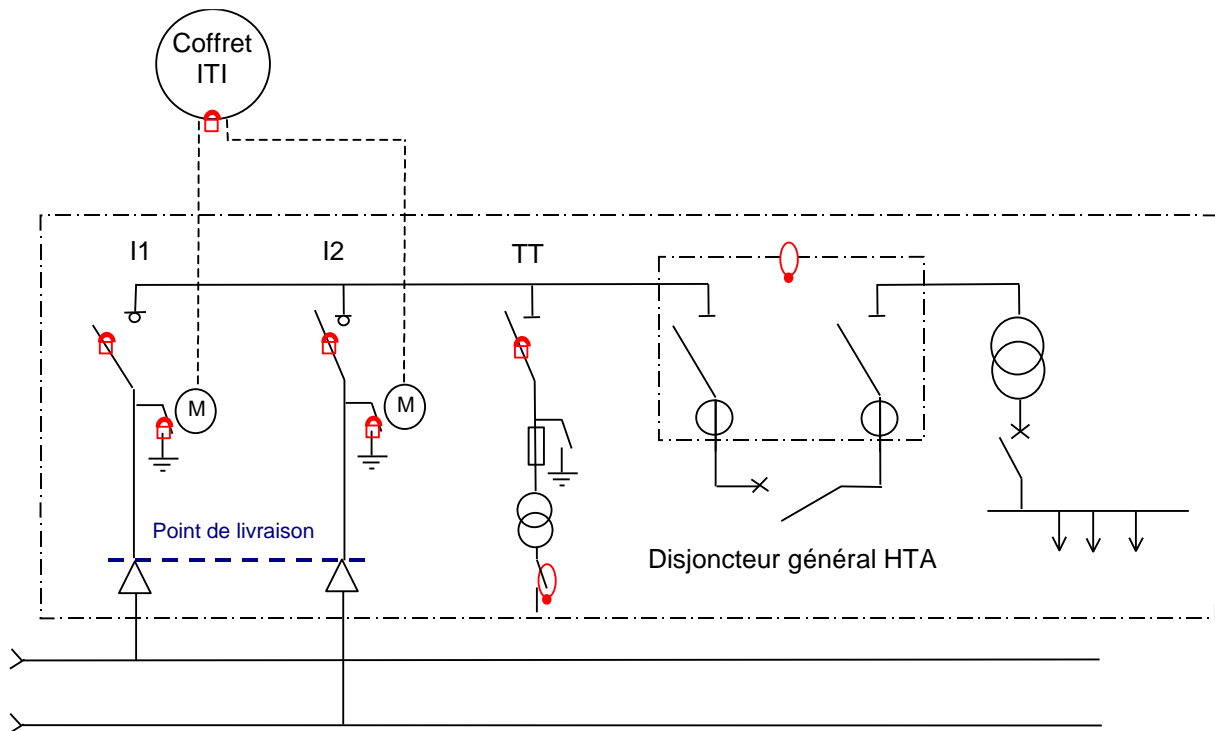 Coffret
ITI
I1
I2
TT
M
M
Point de livraison
Disjoncteur général HTA